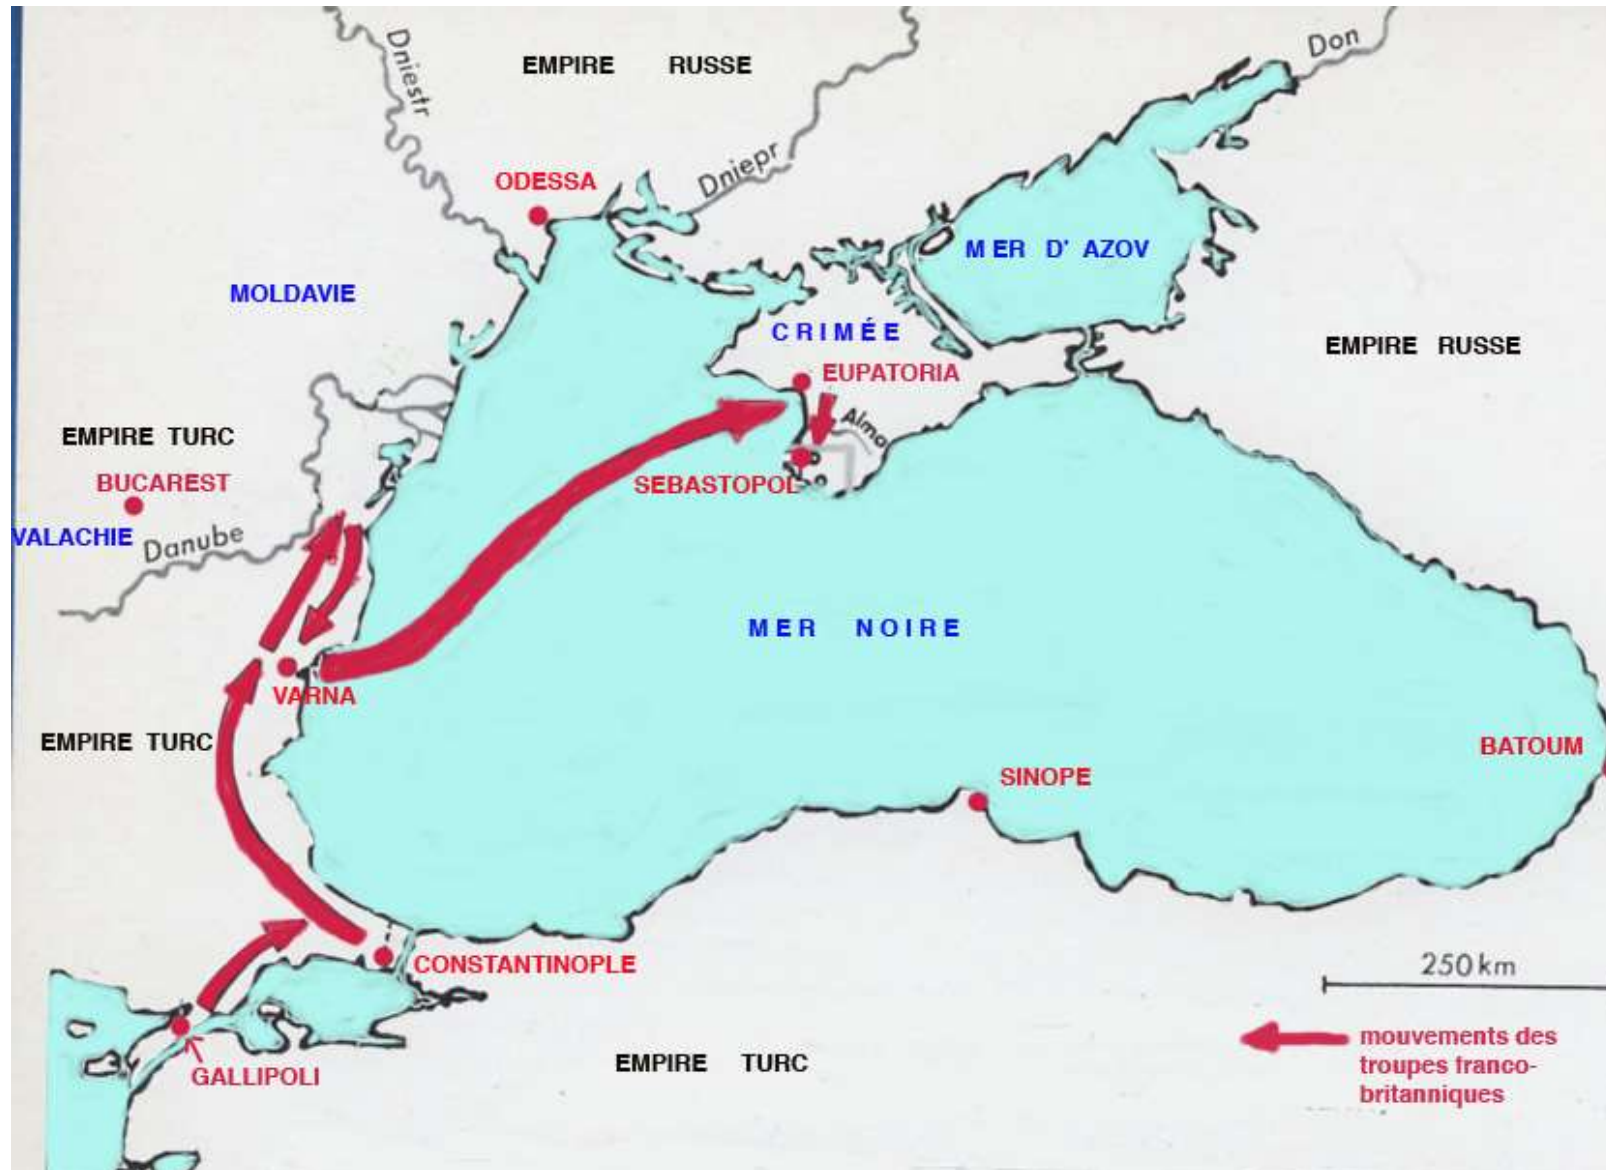 Dniestr
EMPIRE RUSSE
Don
Dniepr
ODESSA
MER D' AZOV
MOLDAVIE
CRIMÉE
EMPIRE RUSSE
EUPATORIA
Alma
EMPIRE TURC
BUCAREST
SEBASTOPOL
VALACHIE
Danube
MER NOIRE
VARNA
EMPIRE TURC
BATOUM
SINOPE
CONSTANTINOPLE
250 km
mouvements des
troupes franco-
britanniques
EMPIRE TURC
GALLIPOLI